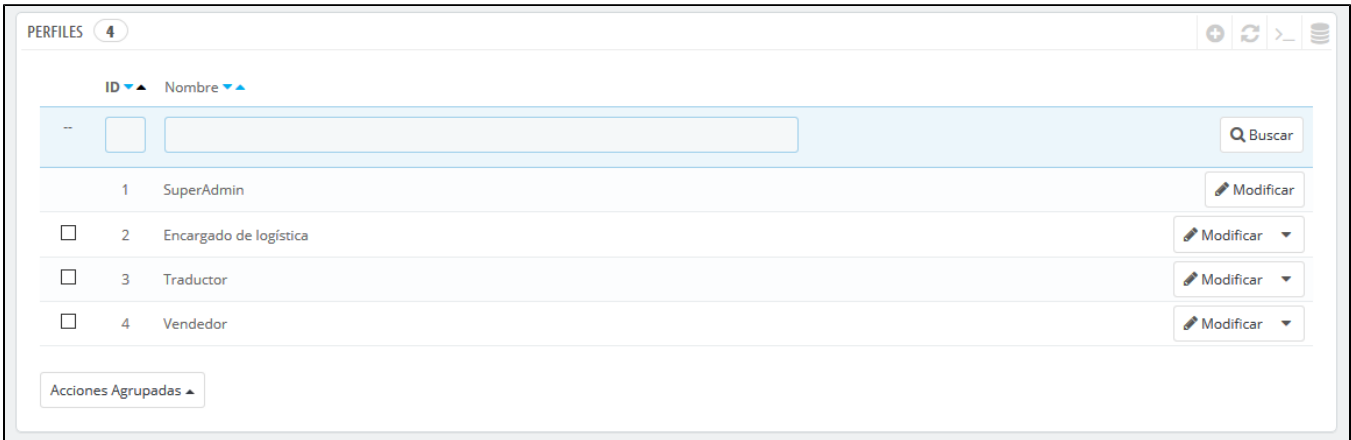 PERFILES 4
ID Nombre
-- Buscar
1 SuperAdmin Modificar
2 Encargado de logística Modificar
3 Traductor Modificar
4 Vendedor Modificar
Acciones Agrupadas